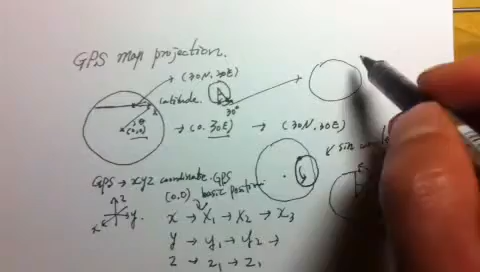 GPS map projection.
(30N, 30E)
latitude.
30°
(0,0)
→ (0, 30E) → (30N, 30E)
GPS → xyz coordinate. GPS
(0,0) basic position
z
x
y.
x → x₁ → x₂ → x₃
y → y₁ → y₂ →
z → z₁ → z₁